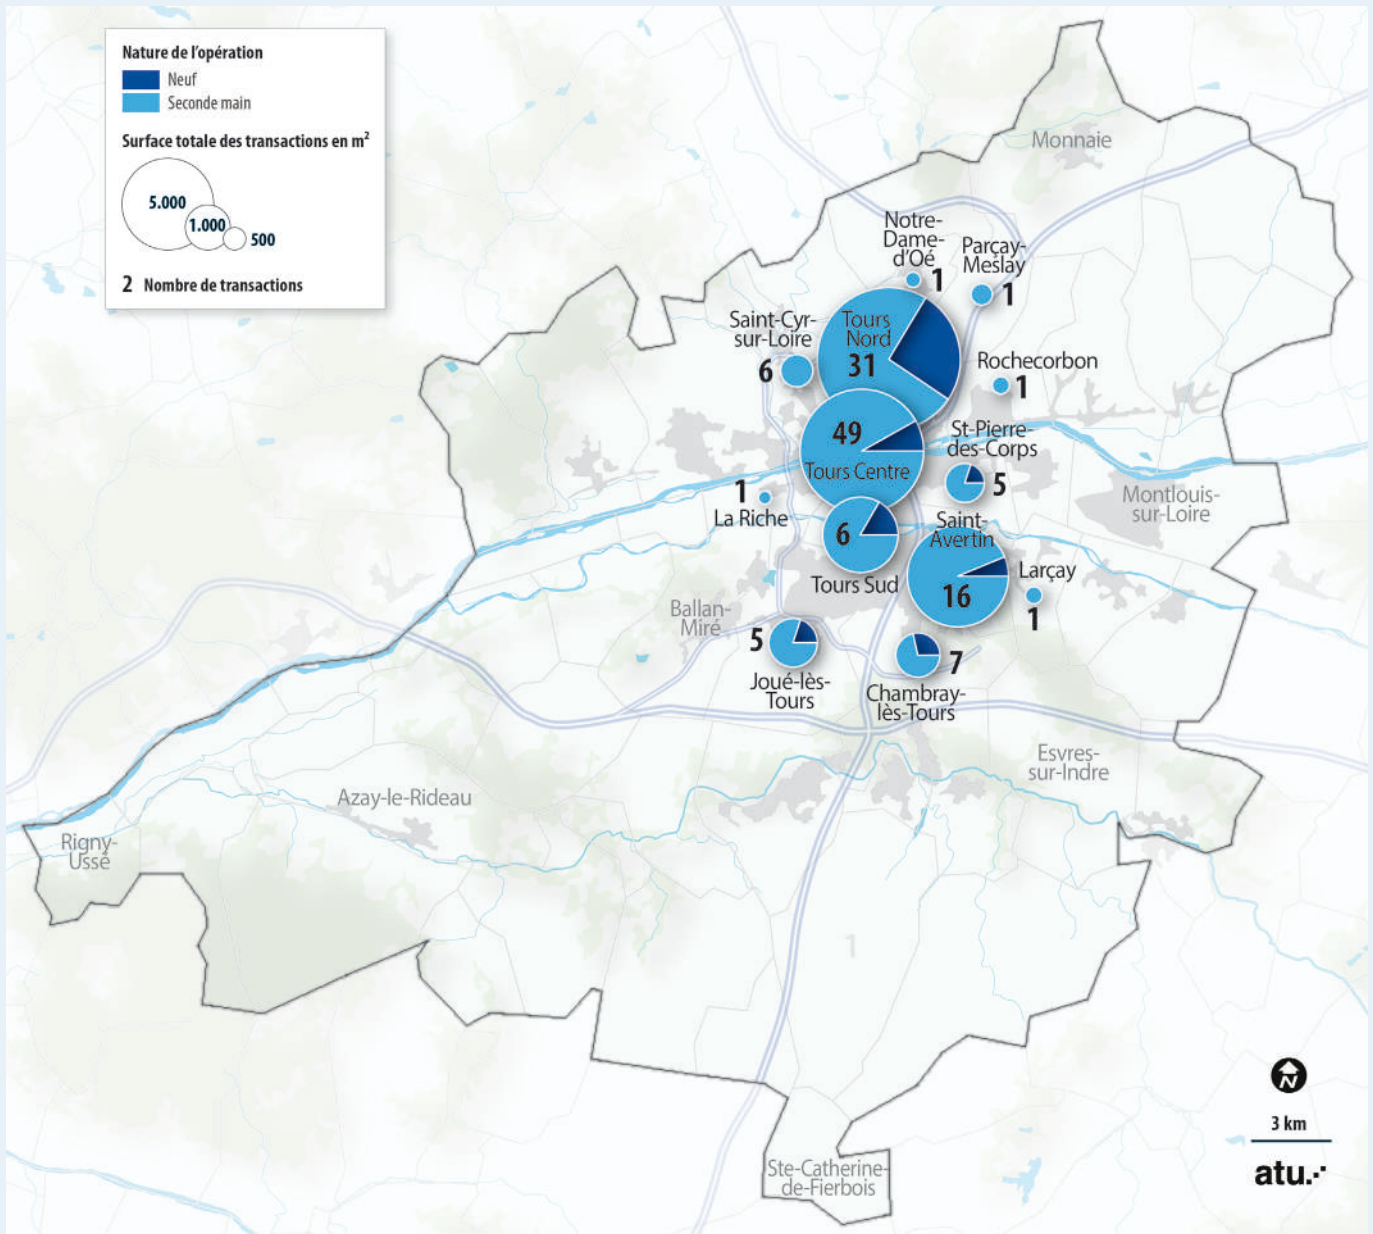 Nature de l'opération
Neuf
Seconde main
Surface totale des transactions en m²
5.000
1.000
500
2 Nombre de transactions
Monnaie
Notre-
Dame-
d'Oé
1
Parçay-
Meslay
1
Saint-Cyr-
sur-Loire
6
Tours
Nord
31
Rochecorbon
1
49
Tours Centre
St-Pierre-
des-Corps
5
1
La Riche
Montlouis-
sur-Loire
6
Tours Sud
Saint-
Avertin
16
Larçay
1
Ballan-
Miré
5
Joué-lès-
Tours
7
Chambray-
lès-Tours
Esvres-
sur-Indre
Azay-le-Rideau
Rigny-
Ussé
1
Ste-Catherine-
de-Fierbois
N
3 km
atu.